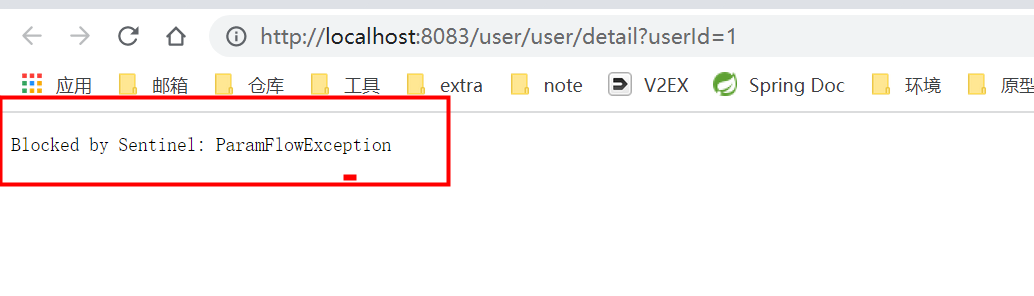 http://localhost:8083/user/user/detail?userId=1
应用 邮箱 仓库 工具 extra note V2EX Spring Doc 环境 原型
Blocked by Sentinel: ParamFlowException